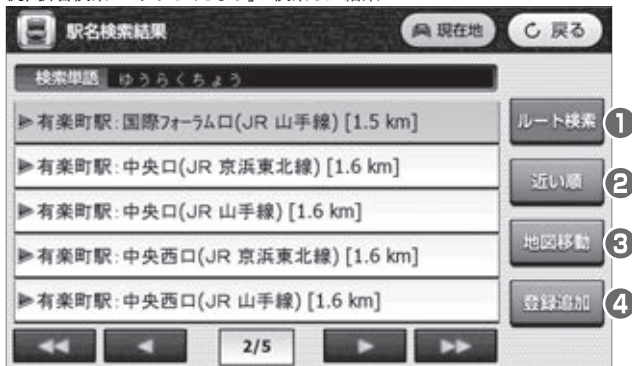 駅名検索結果
現在地
戻る
検索単語 ゆうらくちょう
有楽町駅:国際フォーラム口(JR 山手線) [1.5 km]
有楽町駅:中央口(JR 京浜東北線) [1.6 km]
有楽町駅:中央口(JR 山手線) [1.6 km]
有楽町駅:中央西口(JR 京浜東北線) [1.6 km]
有楽町駅:中央西口(JR 山手線) [1.6 km]
2/5
ルート検索 ❶
近い順 ❷
地図移動 ❸
登録追加 ❹